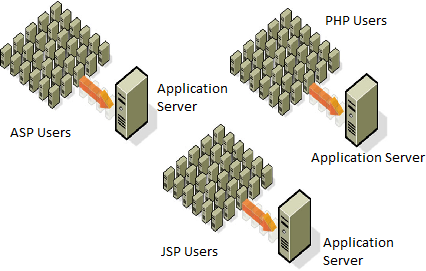 PHP Users
Application
Server
ASP Users
Application Server
JSP Users
Application
Server